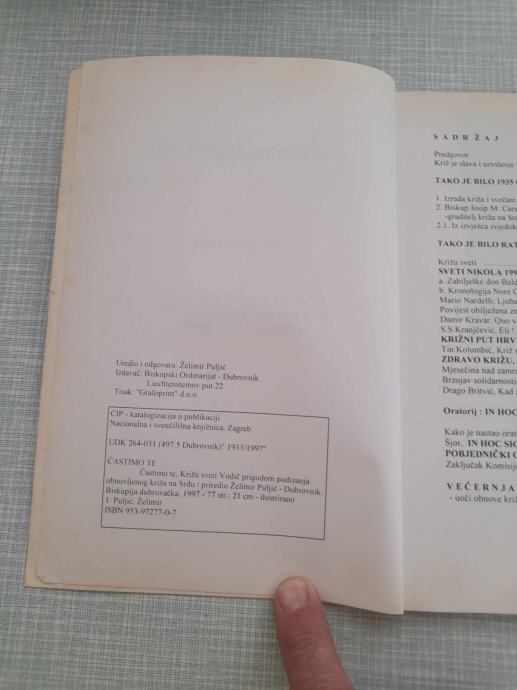 Uredio i odgovara: Želimir Puljić
Izdavač: Biskupski Ordinarijat - Dubrovnik
Liechtensteinov put 22
Tisak: "Grafoprint" d.o.o.
CIP - katalogizacija u publikaciji
Nacionalna i sveučilišna knjižnica, Zagreb
UDK 264-031 (497.5 Dubrovnik)" 1933/1997"
ČASTIMO TE
Častimo te, Križu sveti Vodič prigodom podizanja
obnovljenog križa na Srđu / priredio Želimir Puljić - Dubrovnik:
Biskupija dubrovačka, 1997 - 77 str.; 21 cm - ilustrirano
1. Puljić, Želimir
ISBN 953-97277-0-7
SADRŽAJ
Predgovor
Križ je slava i uzvišenje
TAKO JE BILO 1935
1. Izrada križa i svečani
2. Biskup Josip M. Care
-graditelj križa na Srđ
2.1. Iz izvješća svjedok
TAKO JE BILO RAT
Križu sveti
SVETI NIKOLA 199
a. Zabilješke don Bald
b. Kronologija Nore
Mario Nardelli, Ljuba
Povijest obilježena zn
Damir Kravar, Quo v
S.S.Kranjčević, Eli !
KRIŽNI PUT HRV
Tin Kolumbić, Križ
ZDRAVO KRIŽU,
Mjesečina nad zamr
Brzojav solidarnosti
Drago Britvić, Kad
Oratorij : IN HOC
Kako je nastao orat
Šjor. IN HOC SIG
POBJEDNIČKI
Zaključak Komisij
VEČERNJA
- uoči obnove križ